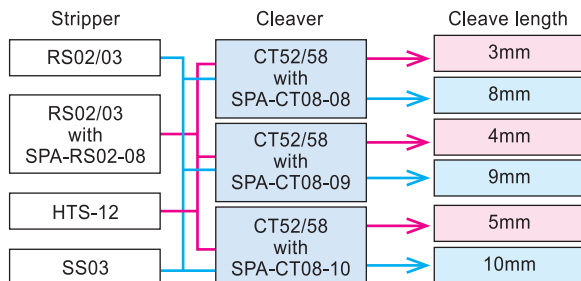 Stripper
Cleaver
Cleave length
RS02/03
RS02/03
with
SPA-RS02-08
HTS-12
SS03
CT52/58
with
SPA-CT08-08
CT52/58
with
SPA-CT08-09
CT52/58
with
SPA-CT08-10
3mm
8mm
4mm
9mm
5mm
10mm